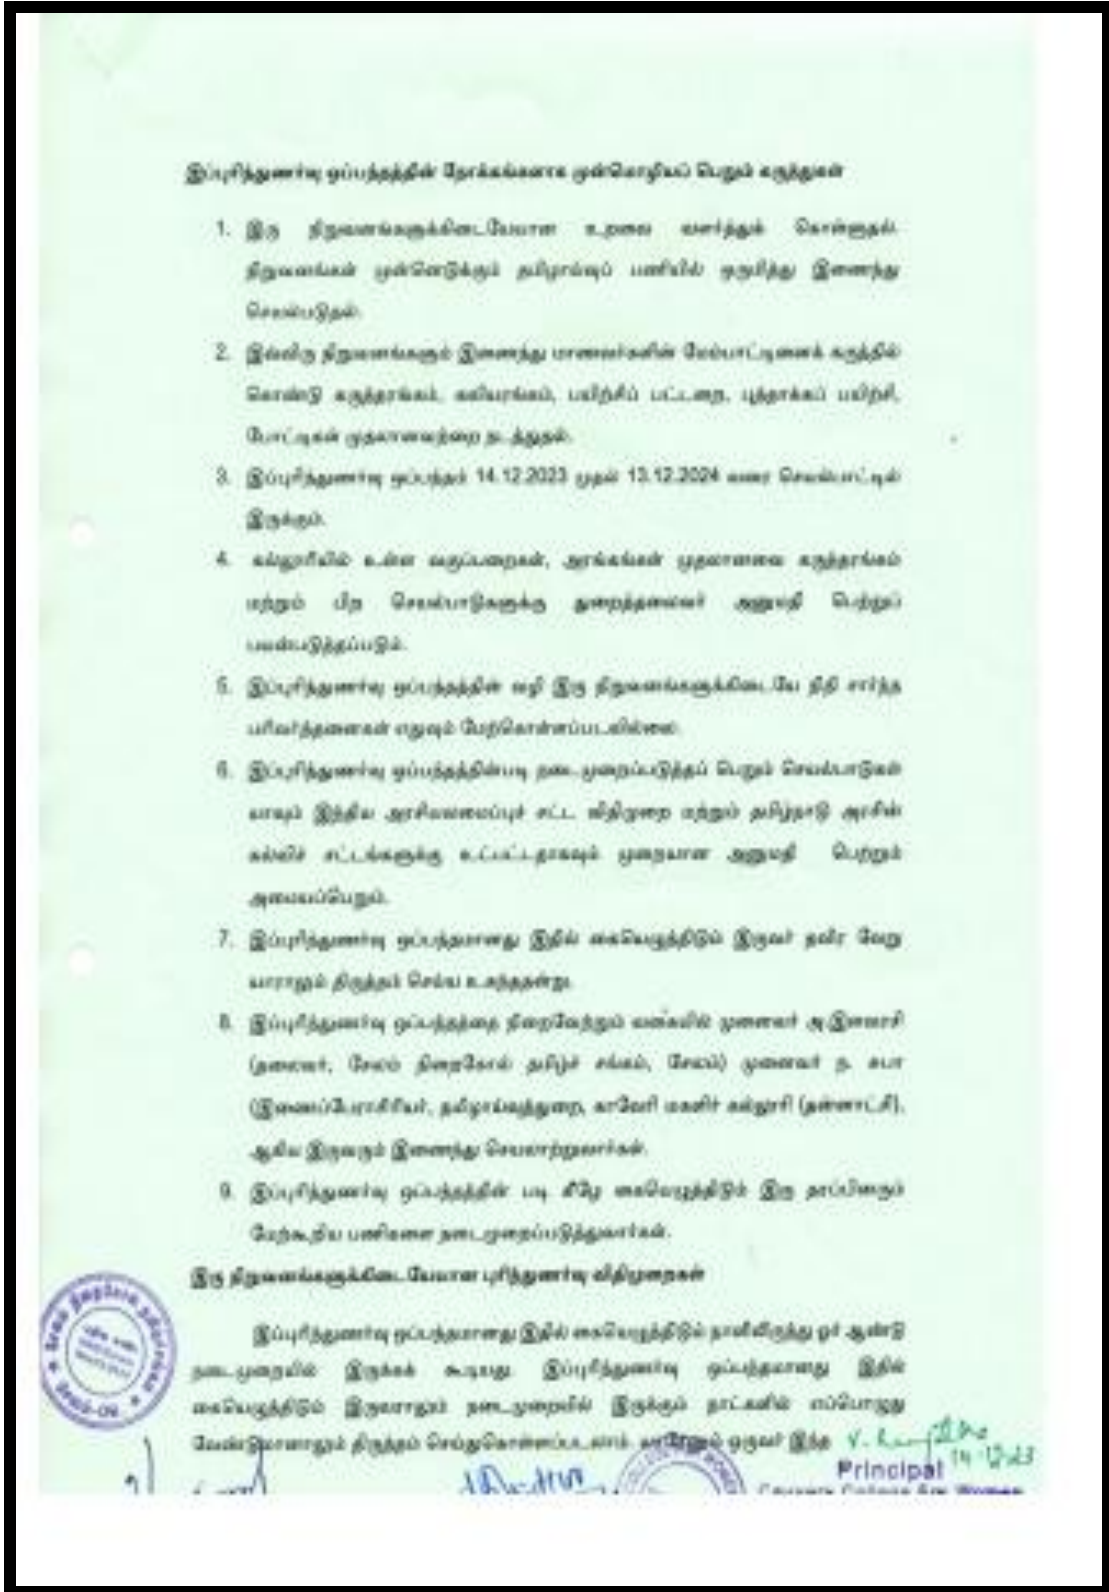 இப்புரிந்துணர்வு ஒப்பந்தத்தின் நோக்கங்களாக முன்மொழியப் பெறும் கருத்துகள்
1. இரு நிறுவனங்களுக்கிடையேயான உறவை வளர்த்துக் கொள்ளுதல்.
நிறுவனங்கள் முன்னெடுக்கும் தமிழாய்வுப் பணியில் ஒருமித்து இணைந்து
செயல்படுதல்.
2. இவ்விரு நிறுவனங்களும் இணைந்து மாணவர்களின் மேம்பாட்டினைக் கருத்தில்
கொண்டு கருத்தரங்கம், கவியரங்கம், பயிற்சிப் பட்டறை, புத்தாக்கப் பயிற்சி,
போட்டிகள் முதலானவற்றை நடத்துதல்.
3. இப்புரிந்துணர்வு ஒப்பந்தம் 14.12.2023 முதல் 13.12.2024 வரை செயல்பாட்டில்
இருக்கும்.
4. கல்லூரியில் உள்ள வகுப்பறைகள், அரங்கங்கள் முதலானவை கருத்தரங்கம்
மற்றும் பிற செயல்பாடுகளுக்கு துறைத்தலைவர் அனுமதி பெற்றுப்
பயன்படுத்தப்படும்.
5. இப்புரிந்துணர்வு ஒப்பந்தத்தின் வழி இரு நிறுவனங்களுக்கிடையே நிதி சார்ந்த
பரிவர்த்தனைகள் எதுவும் மேற்கொள்ளப்படவில்லை.
6. இப்புரிந்துணர்வு ஒப்பந்தத்தின்படி நடைமுறைப்படுத்தப் பெறும் செயல்பாடுகள்
யாவும் இந்திய அரசியலமைப்புச் சட்ட விதிமுறை மற்றும் தமிழ்நாடு அரசின்
கல்விச் சட்டங்களுக்கு உட்பட்டதாகவும் முறையான அனுமதி பெற்றும்
அமையப்பெறும்.
7. இப்புரிந்துணர்வு ஒப்பந்தமானது இதில் கையெழுத்திடும் இருவர் தவிர வேறு
யாராலும் திருத்தம் செய்ய உகந்ததன்று.
8. இப்புரிந்துணர்வு ஒப்பந்தத்தை நிறைவேற்றும் வகையில் முனைவர் அ.இளவரசி
(தலைவர், சேலம் நிறைகோல் தமிழ்ச் சங்கம், சேலம்) முனைவர் ந. சுபா
(இணைப்பேராசிரியர், தமிழாய்வுத்துறை, காவேரி மகளிர் கல்லூரி (தன்னாட்சி),
ஆகிய இருவரும் இணைந்து செயலாற்றுவார்கள்.
9. இப்புரிந்துணர்வு ஒப்பந்தத்தின் படி கீழே கையெழுத்திடும் இரு தரப்பினரும்
மேற்கூறிய பணிகளை நடைமுறைப்படுத்துவார்கள்.
இரு நிறுவனங்களுக்கிடையேயான புரிந்துணர்வு விதிமுறைகள்
இப்புரிந்துணர்வு ஒப்பந்தமானது இதில் கையெழுத்திடும் நாளிலிருந்து ஓர் ஆண்டு
நடைமுறையில் இருக்கக் கூடியது. இப்புரிந்துணர்வு ஒப்பந்தமானது இதில்
கையெழுத்திடும் இருவராலும் நடைமுறையில் இருக்கும் நாட்களில் எப்பொழுது
வேண்டுமானாலும் திருத்தம் செய்துகொள்ளப்படலாம். யாரேனும் ஒருவர் இந்த
14-12-23
Principal
Cauvery College For Women